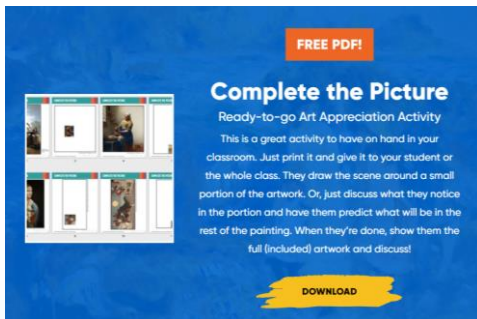 FREE PDF!
Complete the Picture
Ready-to-go Art Appreciation Activity
This is a great activity to have on hand in your
classroom. Just print it and give it to your student or
the whole class. They draw the scene around a small
portion of the artwork. Or, just discuss what they notice
in the portion and have them predict what will be in the
rest of the painting. When they're done, show them the
full (included) artwork and discuss!
DOWNLOAD